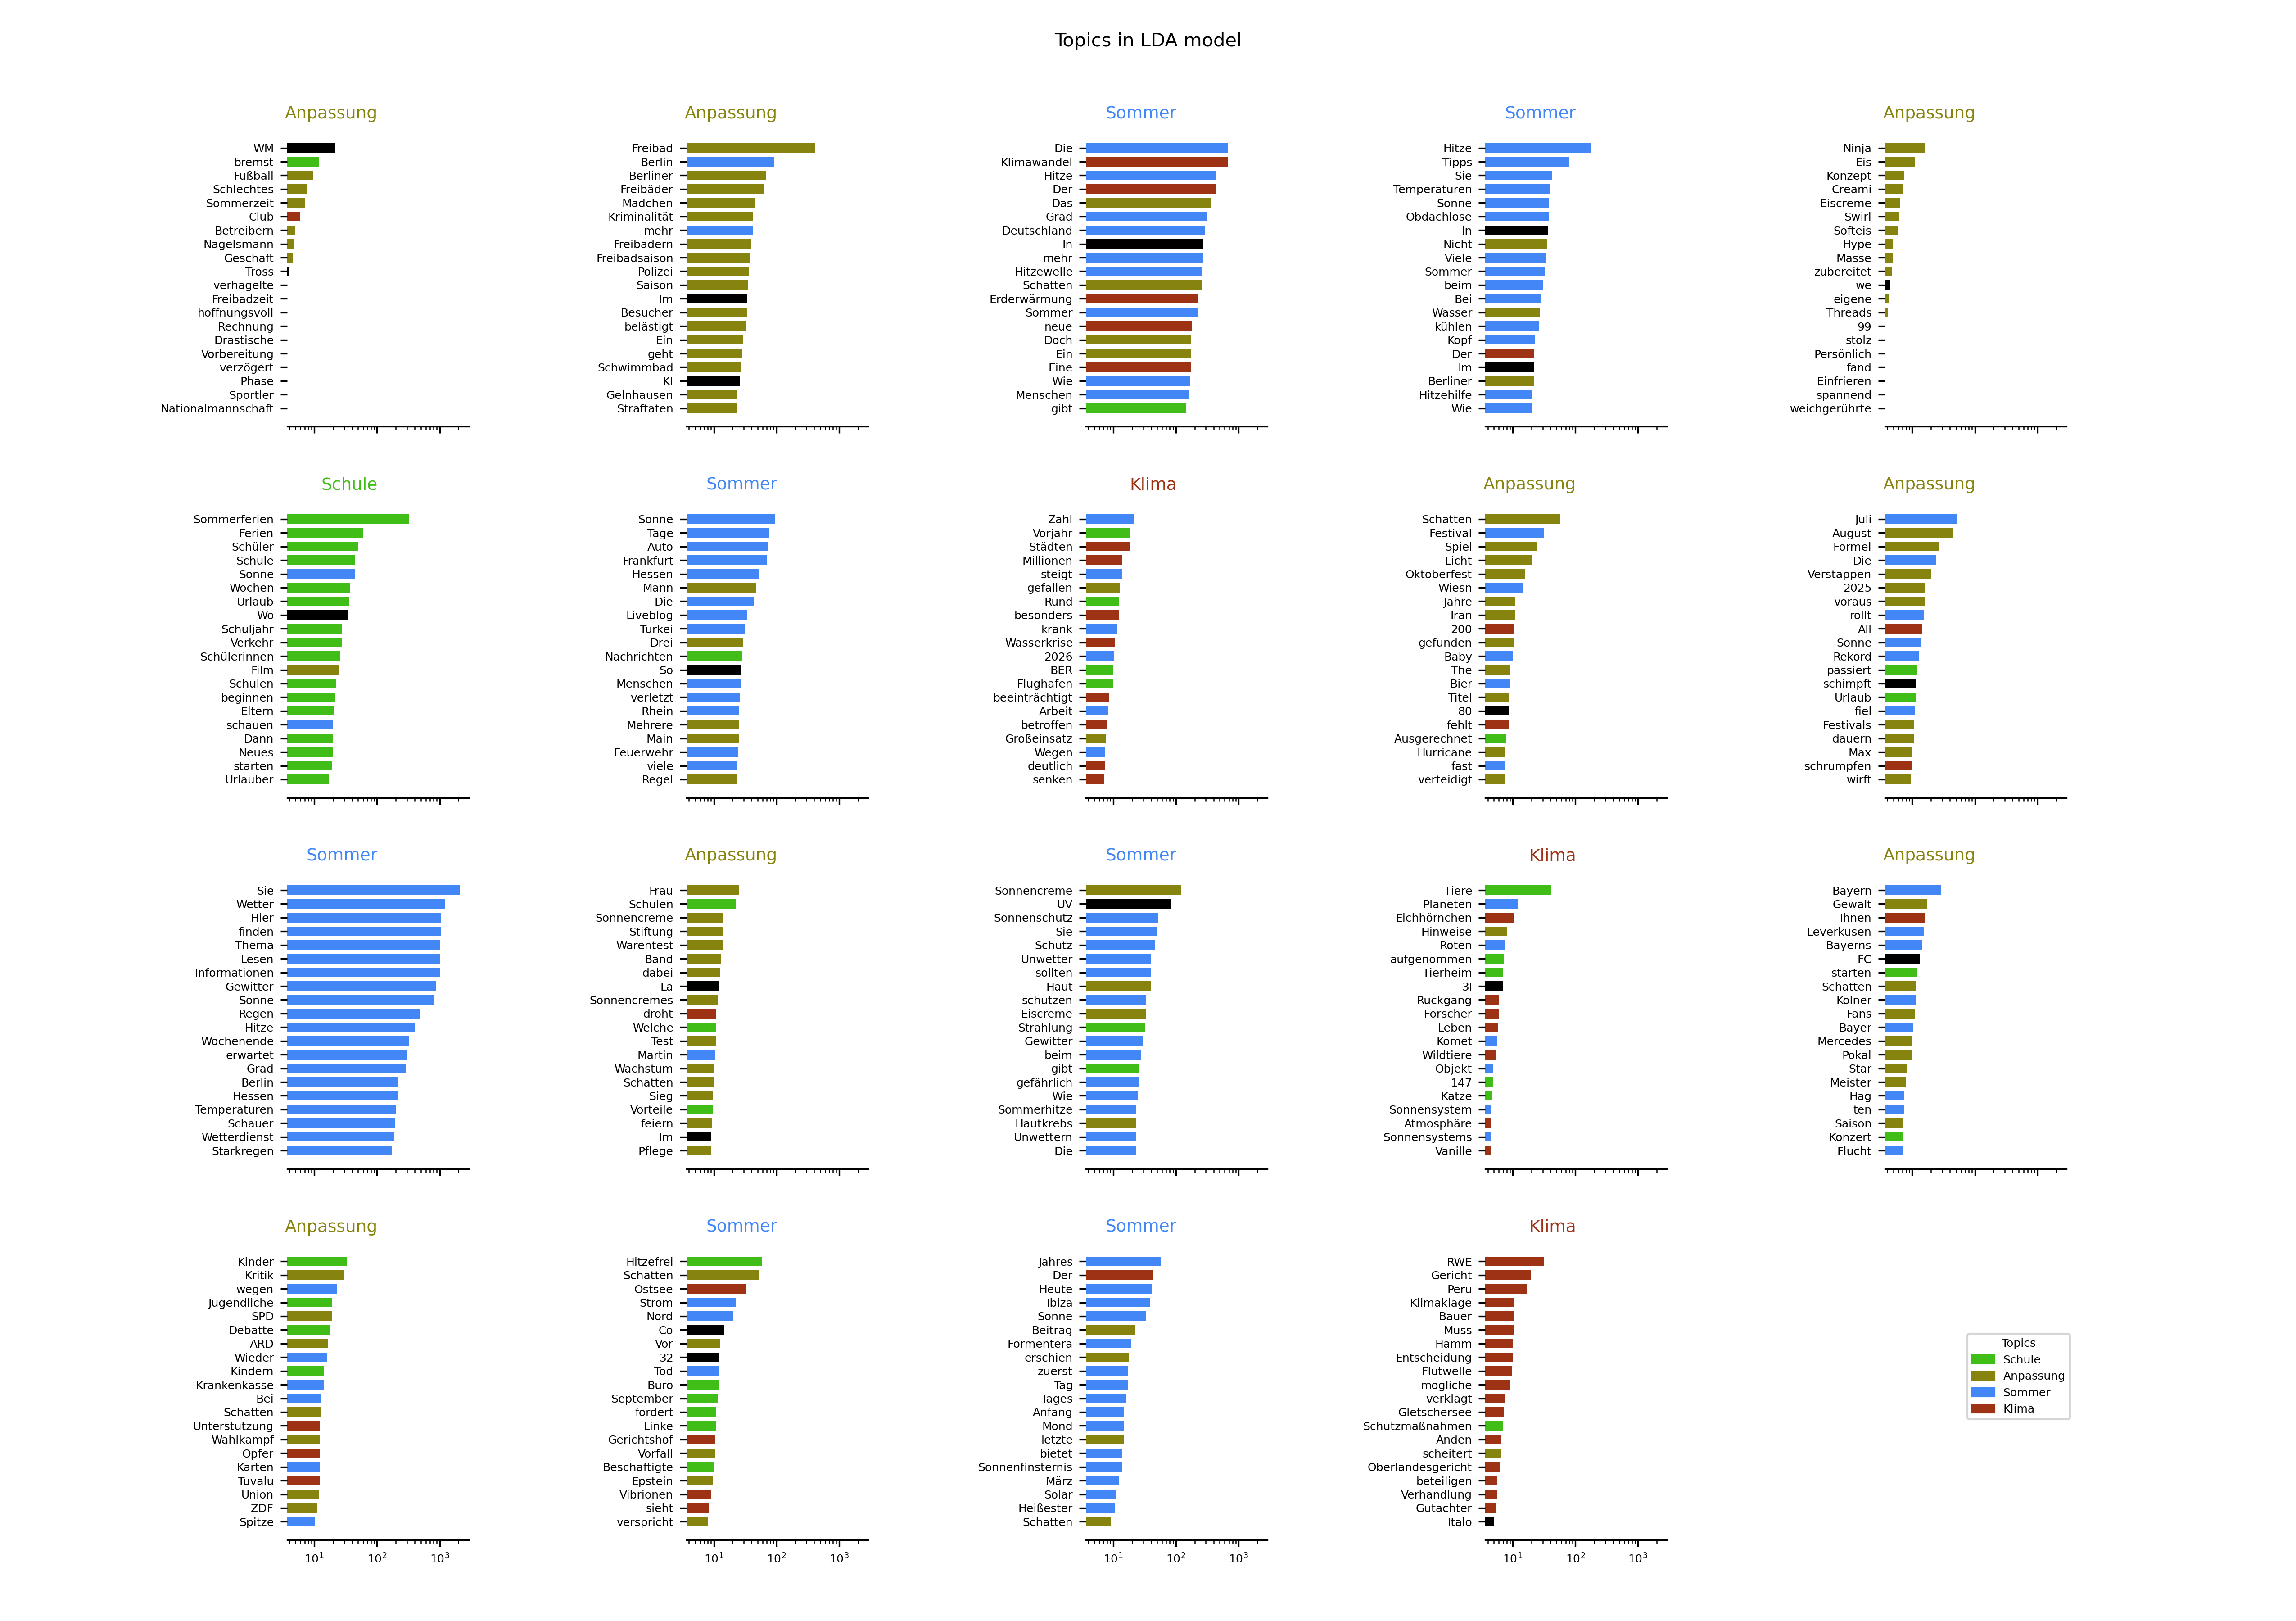 Topics in LDA model
Anpassung
WM
bremst
Fußball
Schlechtes
Sommerzeit
Club
Betreibern
Nagelsmann
Geschäft
Tross
verhagelte
Freibadzeit
hoffnungsvoll
Rechnung
Drastische
Vorbereitung
verzögert
Phase
Sportler
Nationalmannschaft
Anpassung
Freibad
Berlin
Berliner
Freibäder
Mädchen
Kriminalität
mehr
Freibädern
Freibadsaison
Polizei
Saison
Im
Besucher
belästigt
Ein
geht
Schwimmbad
KI
Gelnhausen
Straftaten
Sommer
Die
Klimawandel
Hitze
Der
Das
Grad
Deutschland
In
mehr
Hitzewelle
Schatten
Erderwärmung
Sommer
neue
Doch
Ein
Eine
Wie
Menschen
gibt
Sommer
Hitze
Tipps
Sie
Temperaturen
Sonne
Obdachlose
In
Nicht
Viele
Sommer
beim
Bei
Wasser
kühlen
Kopf
Der
Im
Berliner
Hitzehilfe
Wie
Anpassung
Ninja
Eis
Konzept
Creami
Eiscreme
Swirl
Softeis
Hype
Masse
zubereitet
we
eigene
Threads
99
stolz
Persönlich
fand
Einfrieren
spannend
weichgerührte
Schule
Sommerferien
Ferien
Schüler
Schule
Sonne
Wochen
Urlaub
Wo
Schuljahr
Verkehr
Schülerinnen
Film
Schulen
beginnen
Eltern
schauen
Dann
Neues
starten
Urlauber
Sommer
Sonne
Tage
Auto
Frankfurt
Hessen
Mann
Die
Liveblog
Türkei
Drei
Nachrichten
So
Menschen
verletzt
Rhein
Mehrere
Main
Feuerwehr
viele
Regel
Klima
Zahl
Vorjahr
Städten
Millionen
steigt
gefallen
Rund
besonders
krank
Wasserkrise
2026
BER
Flughafen
beeinträchtigt
Arbeit
betroffen
Großeinsatz
Wegen
deutlich
senken
Anpassung
Schatten
Festival
Spiel
Licht
Oktoberfest
Wiesn
Jahre
Iran
200
gefunden
Baby
The
Bier
Titel
80
fehlt
Ausgerechnet
Hurricane
fast
verteidigt
Anpassung
Juli
August
Formel
Die
Verstappen
2025
voraus
rollt
All
Sonne
Rekord
passiert
schimpft
Urlaub
fiel
Festivals
dauern
Max
schrumpfen
wirft
Sommer
Sie
Wetter
Hier
finden
Thema
Lesen
Informationen
Gewitter
Sonne
Regen
Hitze
Wochenende
erwartet
Grad
Berlin
Hessen
Temperaturen
Schauer
Wetterdienst
Starkregen
Anpassung
Frau
Schulen
Sonnencreme
Stiftung
Warentest
Band
dabei
La
Sonnencremes
droht
Welche
Test
Martin
Wachstum
Schatten
Sieg
Vorteile
feiern
Im
Pflege
Sommer
Sonnencreme
UV
Sonnenschutz
Sie
Schutz
Unwetter
sollten
Haut
schützen
Eiscreme
Strahlung
Gewitter
beim
gibt
gefährlich
Wie
Sommerhitze
Hautkrebs
Unwettern
Die
Klima
Tiere
Planeten
Eichhörnchen
Hinweise
Roten
aufgenommen
Tierheim
3I
Rückgang
Forscher
Leben
Komet
Wildtiere
Objekt
147
Katze
Sonnensystem
Atmosphäre
Sonnensystems
Vanille
Anpassung
Bayern
Gewalt
Ihnen
Leverkusen
Bayerns
FC
starten
Schatten
Kölner
Fans
Bayer
Mercedes
Pokal
Star
Meister
Hag
ten
Saison
Konzert
Flucht
Anpassung
Kinder
Kritik
wegen
Jugendliche
SPD
Debatte
ARD
Wieder
Kindern
Krankenkasse
Bei
Schatten
Unterstützung
Wahlkampf
Opfer
Karten
Tuvalu
Union
ZDF
Spitze
10¹ 10² 10³
Sommer
Hitzefrei
Schatten
Ostsee
Strom
Nord
Co
Vor
32
Tod
Büro
September
fordert
Linke
Gerichtshof
Vorfall
Beschäftigte
Epstein
Vibrionen
sieht
verspricht
10¹ 10² 10³
Sommer
Jahres
Der
Heute
Ibiza
Sonne
Beitrag
Formentera
erschien
zuerst
Tag
Tages
Anfang
Mond
letzte
bietet
Sonnenfinsternis
März
Solar
Heißester
Schatten
10¹ 10² 10³
Klima
RWE
Gericht
Peru
Klimaklage
Bauer
Muss
Hamm
Entscheidung
Flutwelle
mögliche
verklagt
Gletschersee
Schutzmaßnahmen
Anden
scheitert
Oberlandesgericht
beteiligen
Verhandlung
Gutachter
Italo
10¹ 10² 10³
Topics
Schule
Anpassung
Sommer
Klima